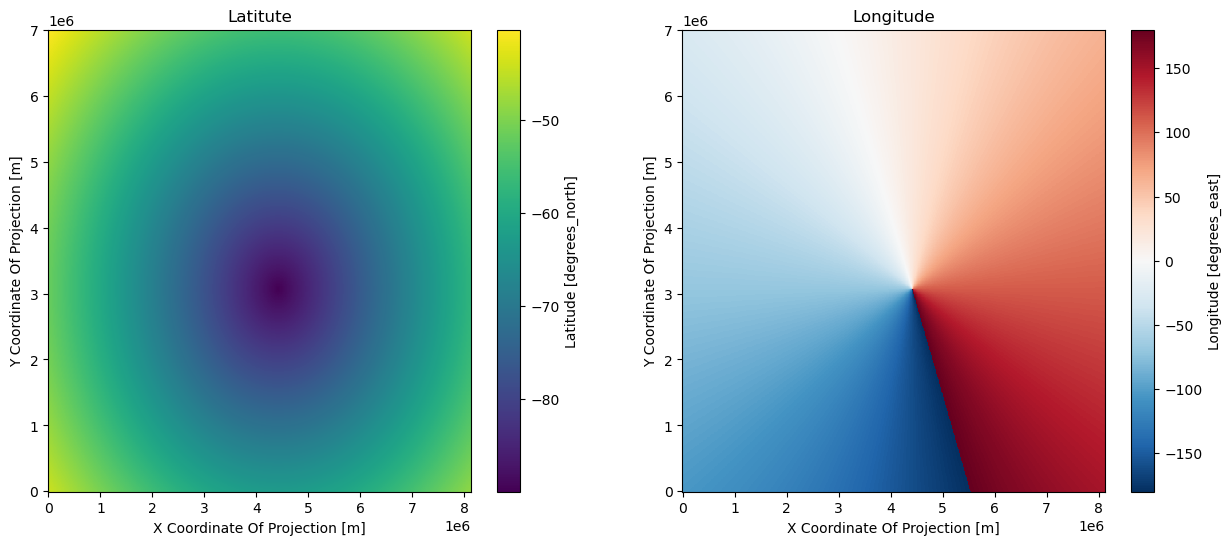 Latitute
1e6
7
6
5
4
3
2
1
0
Y Coordinate Of Projection [m]
0 1 2 3 4 5 6 7 8
1e6
X Coordinate Of Projection [m]
−50
−60
−70
−80
Latitude [degrees_north]
Longitude
1e6
7
6
5
4
3
2
1
0
Y Coordinate Of Projection [m]
0 1 2 3 4 5 6 7 8
1e6
X Coordinate Of Projection [m]
150
100
50
0
−50
−100
−150
Longitude [degrees_east]